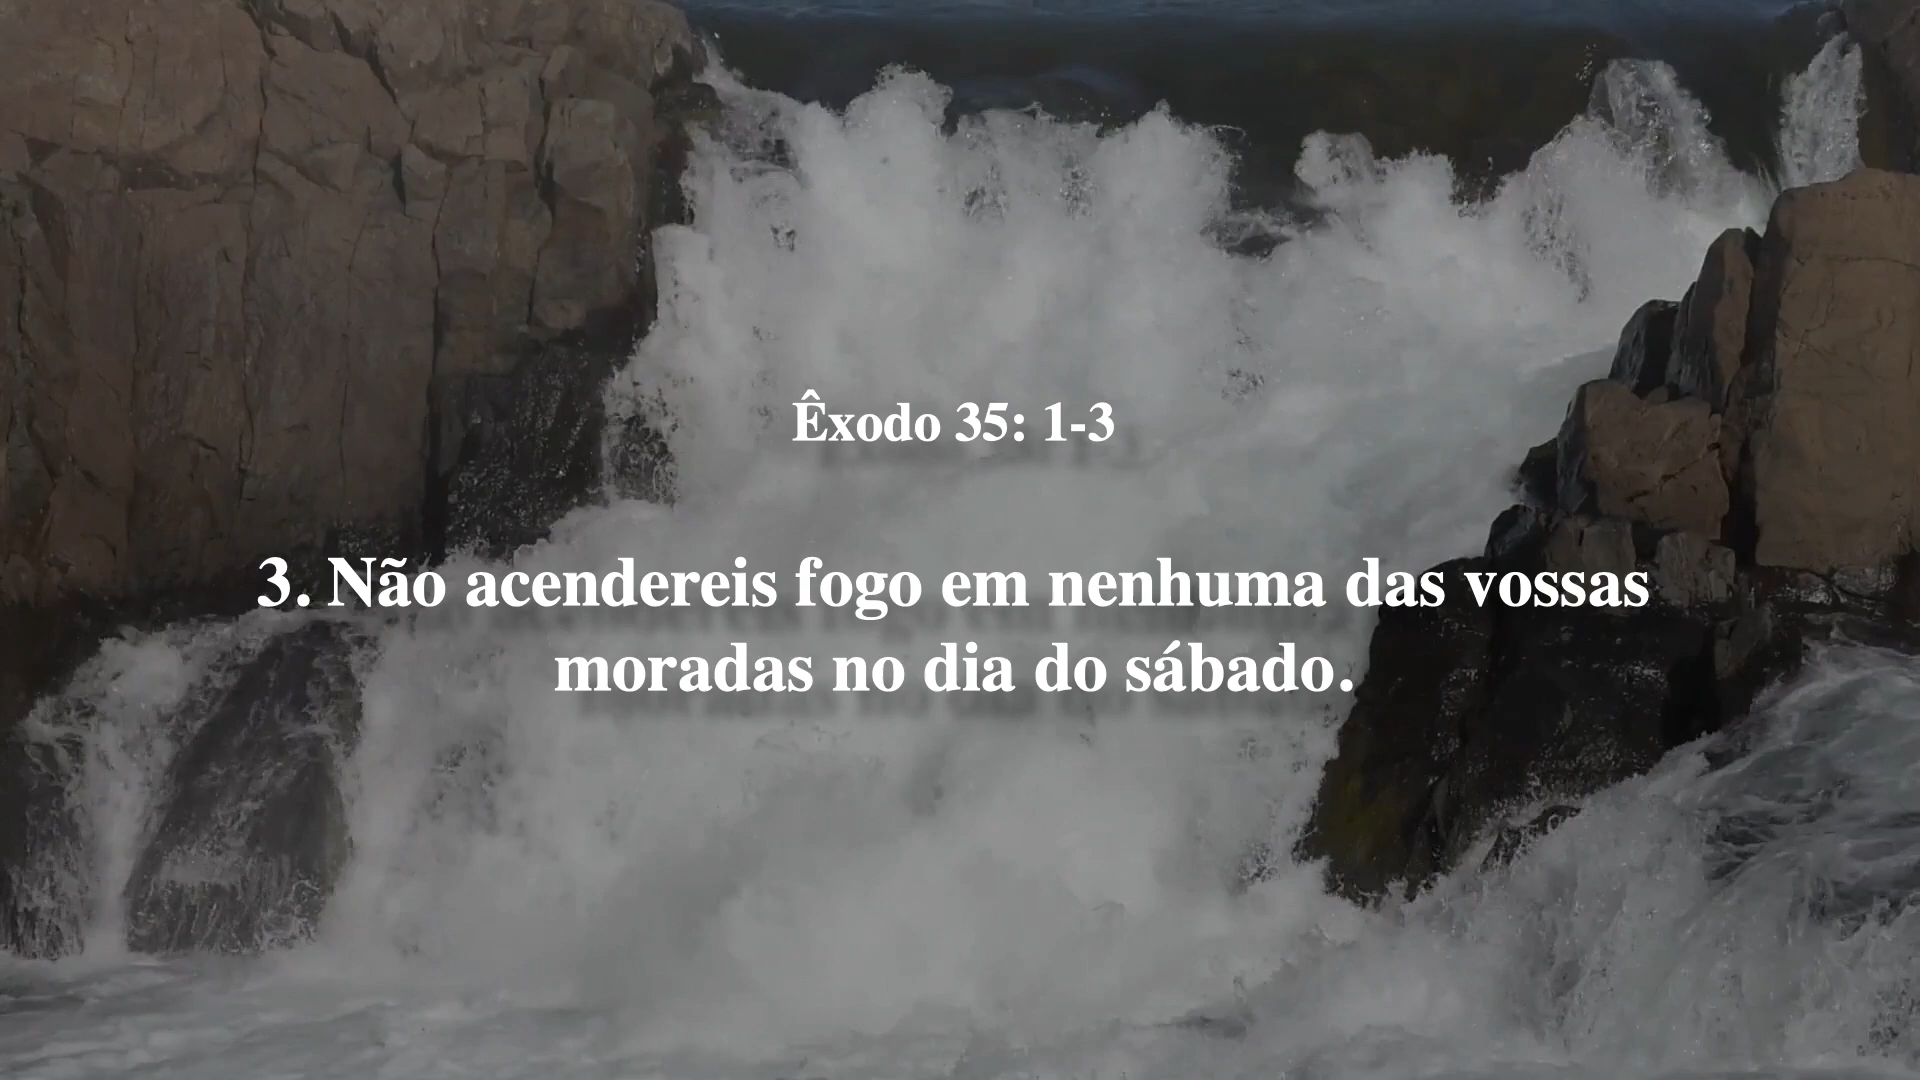 Êxodo 35: 1-3
3. Não acendereis fogo em nenhuma das vossas
moradas no dia do sábado.